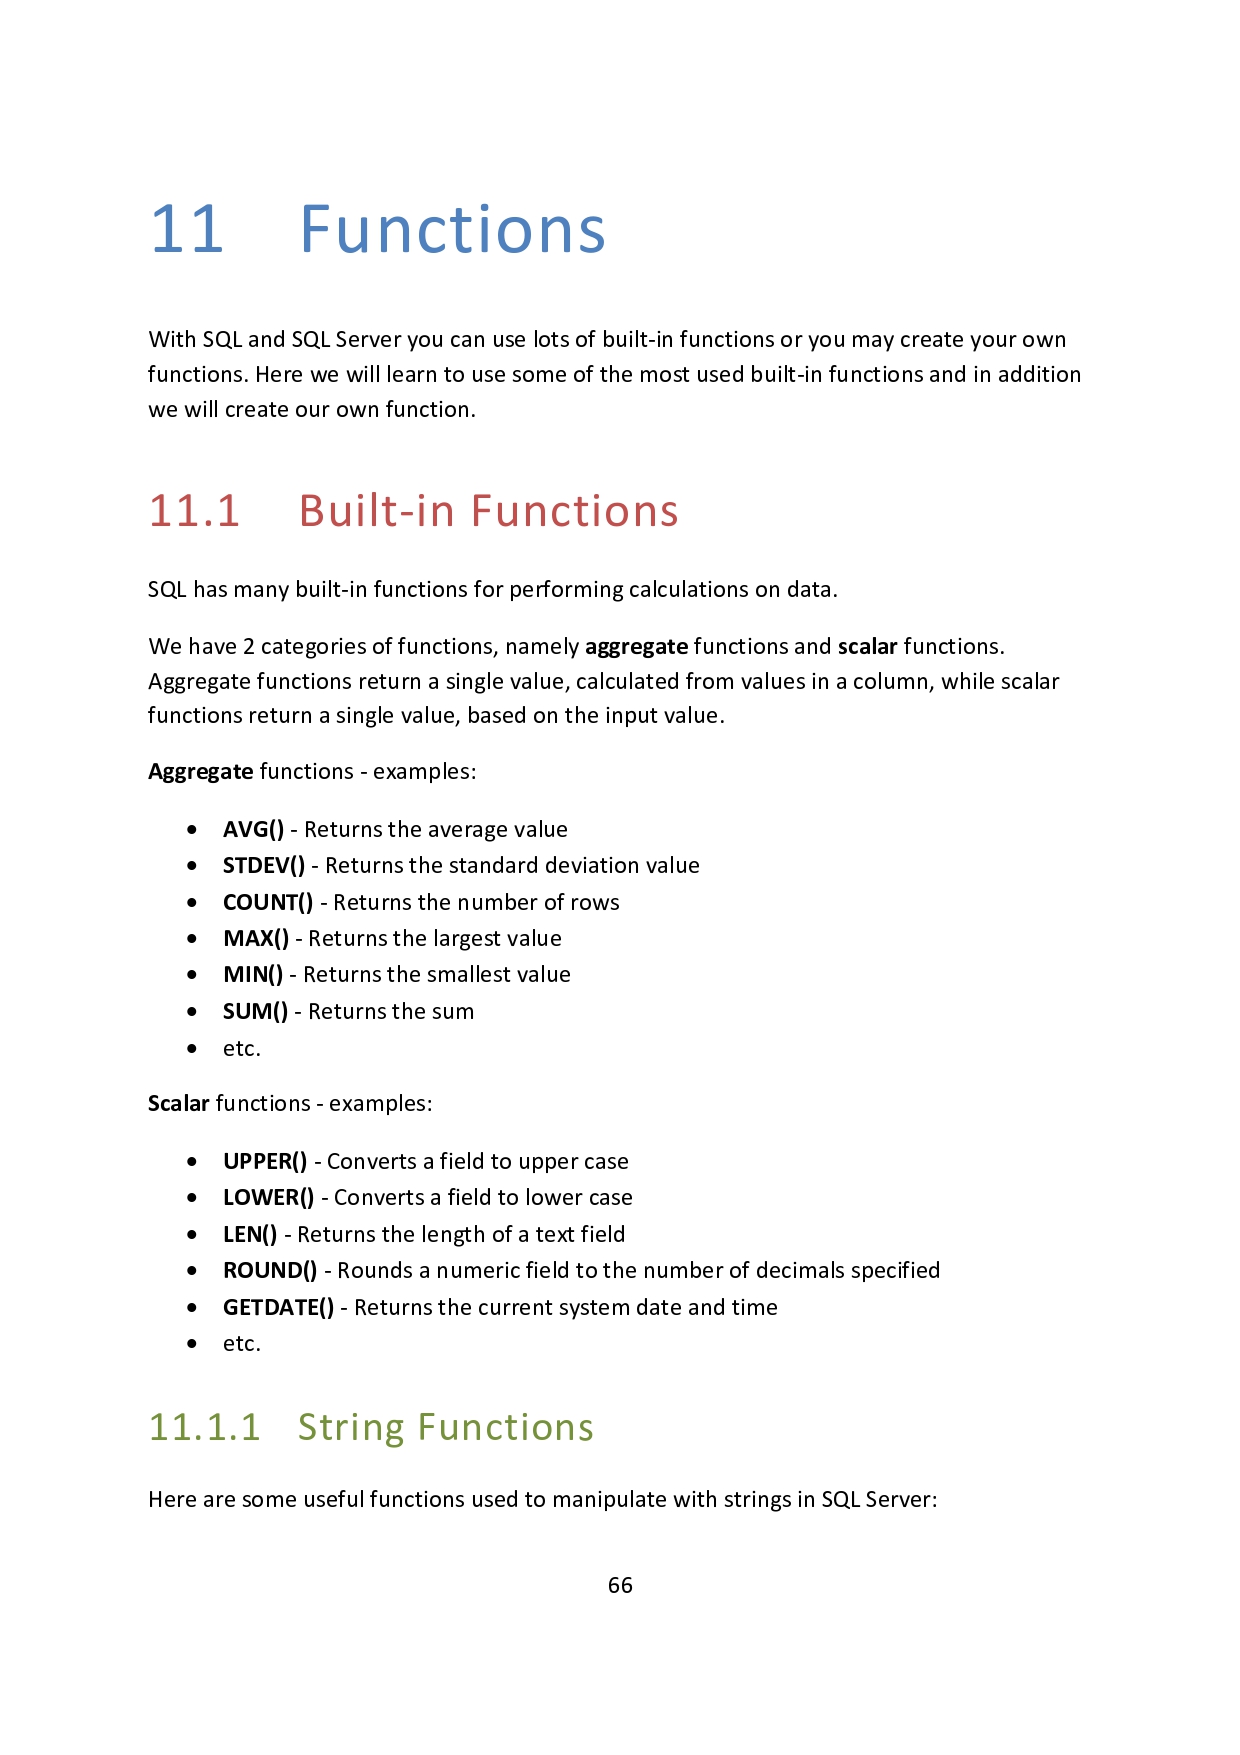 11 Functions
With SQL and SQL Server you can use lots of built-in functions or you may create your own
functions. Here we will learn to use some of the most used built-in functions and in addition
we will create our own function.
11.1 Built-in Functions
SQL has many built-in functions for performing calculations on data.
We have 2 categories of functions, namely aggregate functions and scalar functions.
Aggregate functions return a single value, calculated from values in a column, while scalar
functions return a single value, based on the input value.
Aggregate functions - examples:
• AVG() - Returns the average value
• STDEV() - Returns the standard deviation value
• COUNT() - Returns the number of rows
• MAX() - Returns the largest value
• MIN() - Returns the smallest value
• SUM() - Returns the sum
• etc.
Scalar functions - examples:
• UPPER() - Converts a field to upper case
• LOWER() - Converts a field to lower case
• LEN() - Returns the length of a text field
• ROUND() - Rounds a numeric field to the number of decimals specified
• GETDATE() - Returns the current system date and time
• etc.
11.1.1 String Functions
Here are some useful functions used to manipulate with strings in SQL Server:
66